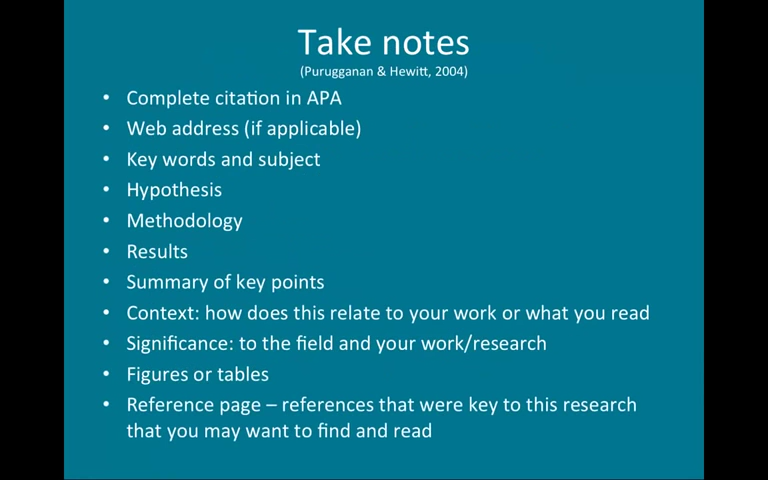 Take notes
(Purugganan & Hewitt, 2004)
• Complete citation in APA
• Web address (if applicable)
• Key words and subject
• Hypothesis
• Methodology
• Results
• Summary of key points
• Context: how does this relate to your work or what you read
• Significance: to the field and your work/research
• Figures or tables
• Reference page – references that were key to this research
that you may want to find and read